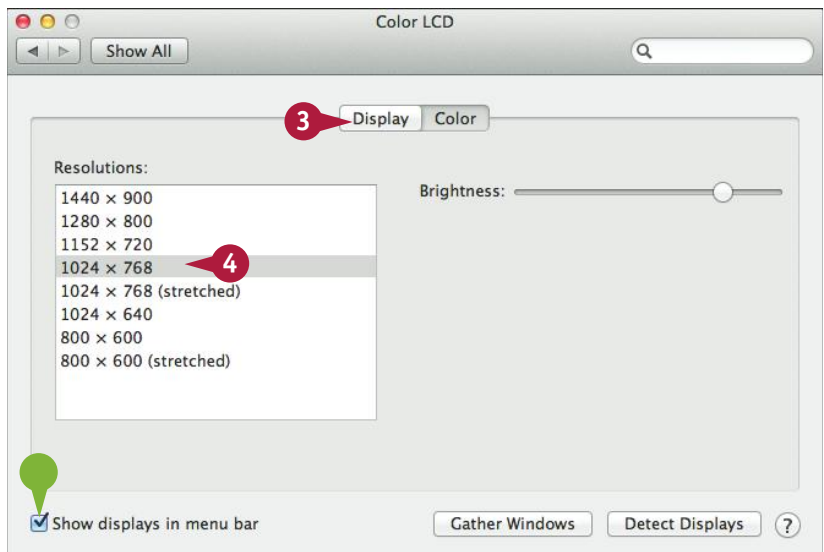 Color LCD
Show All
3
Display Color
Resolutions:
Brightness:
1440 × 900
1280 × 800
1152 × 720
1024 × 768
4
1024 × 768 (stretched)
1024 × 640
800 × 600
800 × 600 (stretched)
Show displays in menu bar
Gather Windows Detect Displays ?